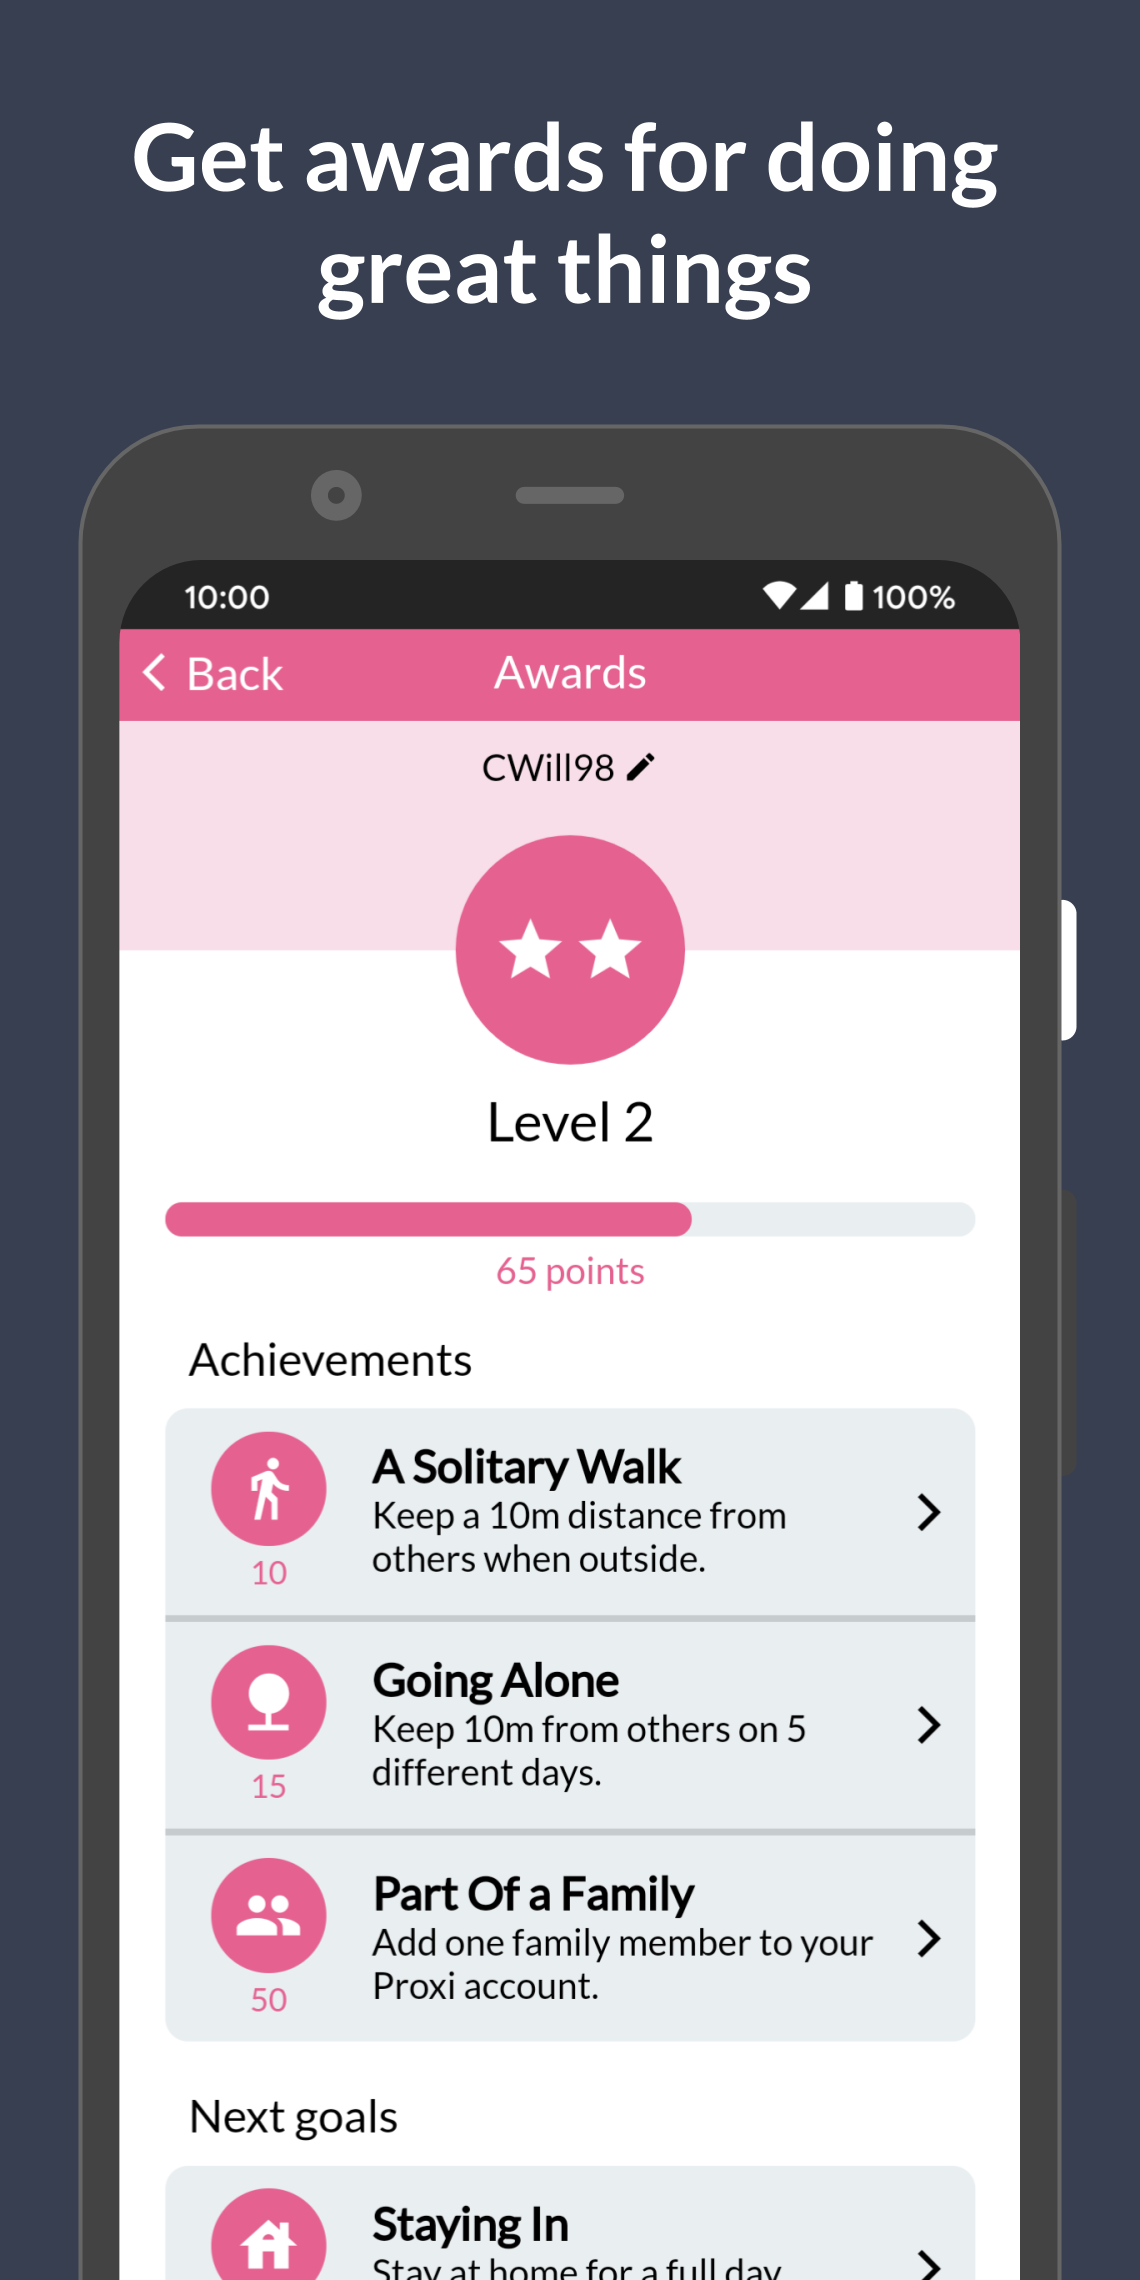 Get awards for doing
great things
10:00
100%
Back
Awards
CWill98
Level 2
65 points
Achievements
A Solitary Walk
Keep a 10m distance from
others when outside.
10
Going Alone
Keep 10m from others on 5
different days.
15
Part Of a Family
Add one family member to your
Proxi account.
50
Next goals
Staying In
Stay at home for a full day